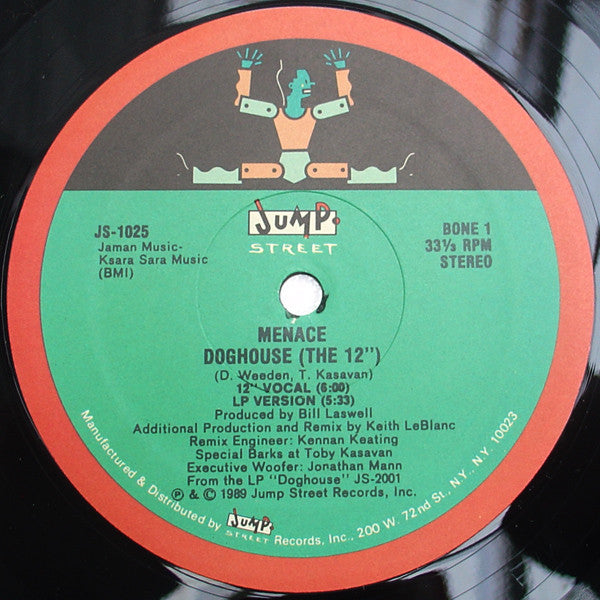 JUMP.
STREET
JS-1025
Jaman Music-
Ksara Sara Music
(BMI)
BONE 1
33⅓ RPM
STEREO
MENACE
DOGHOUSE (THE 12")
(D. Weeden, T. Kasavan)
12" VOCAL (6:00)
LP VERSION (5:33)
Produced by Bill Laswell
Additional Production and Remix by Keith LeBlanc
Remix Engineer: Kennan Keating
Special Barks at Toby Kasavan
Executive Woofer: Jonathan Mann
From the LP "Doghouse" JS-2001
℗ & © 1989 Jump Street Records, Inc.
Manufactured & Distributed by JUMP. STREET Records, Inc., 200 W. 72nd St., NY., N.Y. 10023